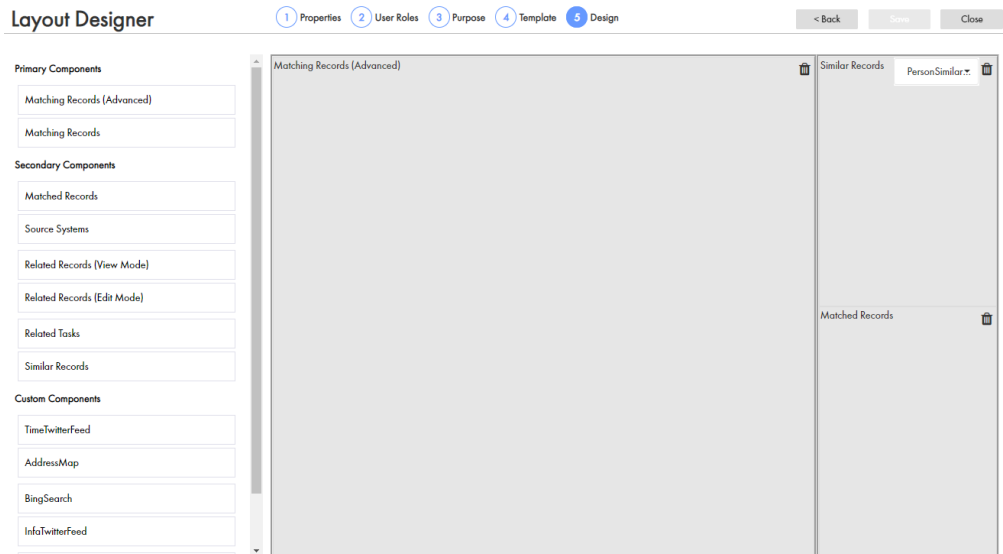 Layout Designer
1 Properties 2 User Roles 3 Purpose 4 Template 5 Design
< Back Save Close
Primary Components
Matching Records (Advanced)
Matching Records
Secondary Components
Matched Records
Source Systems
Related Records (View Mode)
Related Records (Edit Mode)
Related Tasks
Similar Records
Custom Components
TimeTwitterFeed
AddressMap
BingSearch
InfaTwitterFeed
Matching Records (Advanced)
Similar Records PersonSimilar...
Matched Records